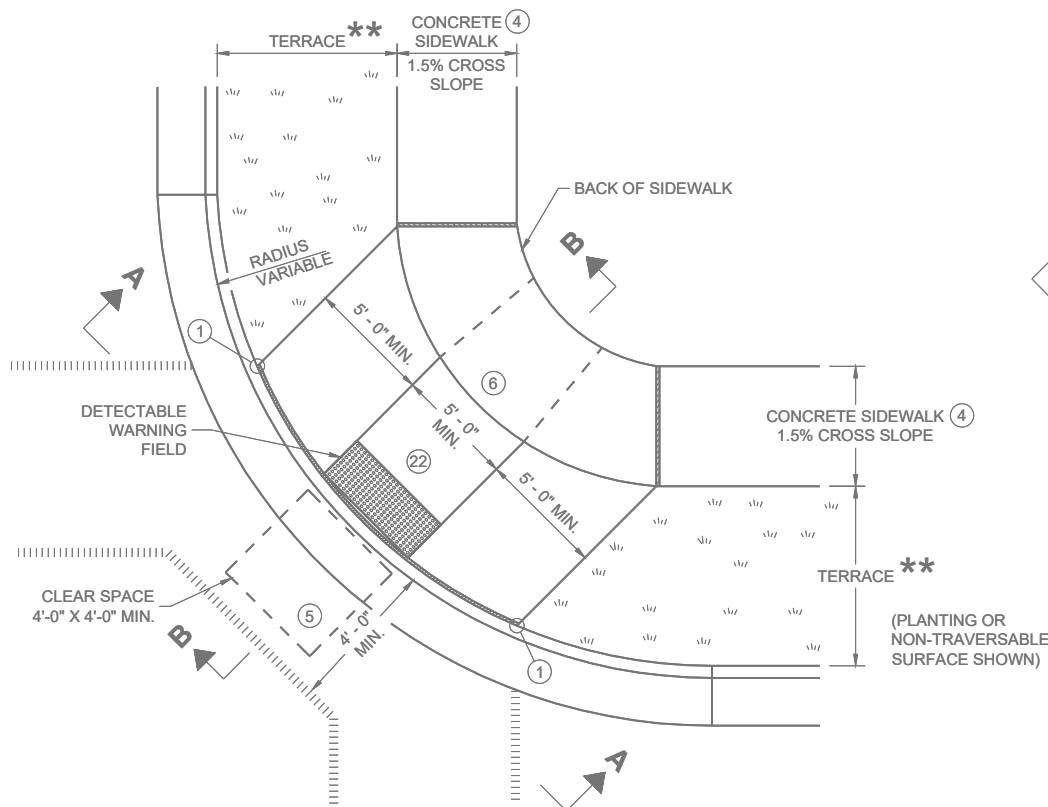 TERRACE **
CONCRETE 4
SIDEWALK
1.5% CROSS
SLOPE
BACK OF SIDEWALK
B
RADIUS
VARIABLE
A
1
5' - 0" MIN.
6
DETECTABLE
WARNING
FIELD
5' - 0"
MIN.
22
5' - 0" MIN.
CONCRETE SIDEWALK 4
1.5% CROSS SLOPE
TERRACE **
(PLANTING OR
NON-TRAVERSABLE
SURFACE SHOWN)
CLEAR SPACE
4'-0" X 4'-0" MIN.
5
4' - 0"
MIN.
B
1
A